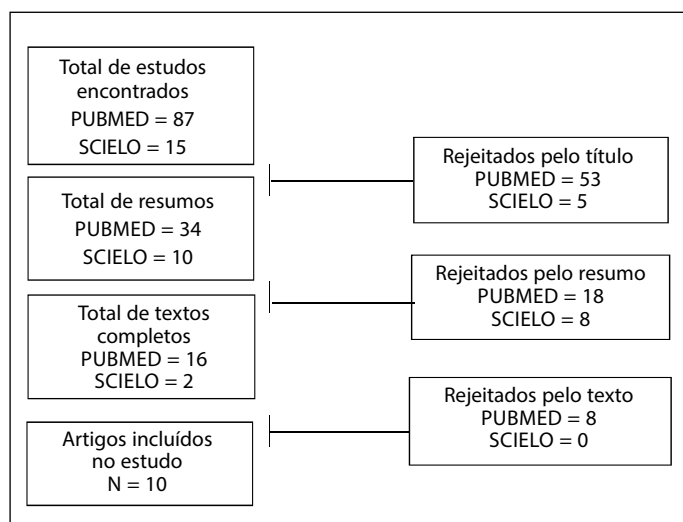 Total de estudos
encontrados
PUBMED = 87
SCIELO = 15
Rejeitados pelo título
PUBMED = 53
SCIELO = 5
Total de resumos
PUBMED = 34
SCIELO = 10
Rejeitados pelo resumo
PUBMED = 18
SCIELO = 8
Total de textos
completos
PUBMED = 16
SCIELO = 2
Rejeitados pelo texto
PUBMED = 8
SCIELO = 0
Artigos incluídos
no estudo
N = 10